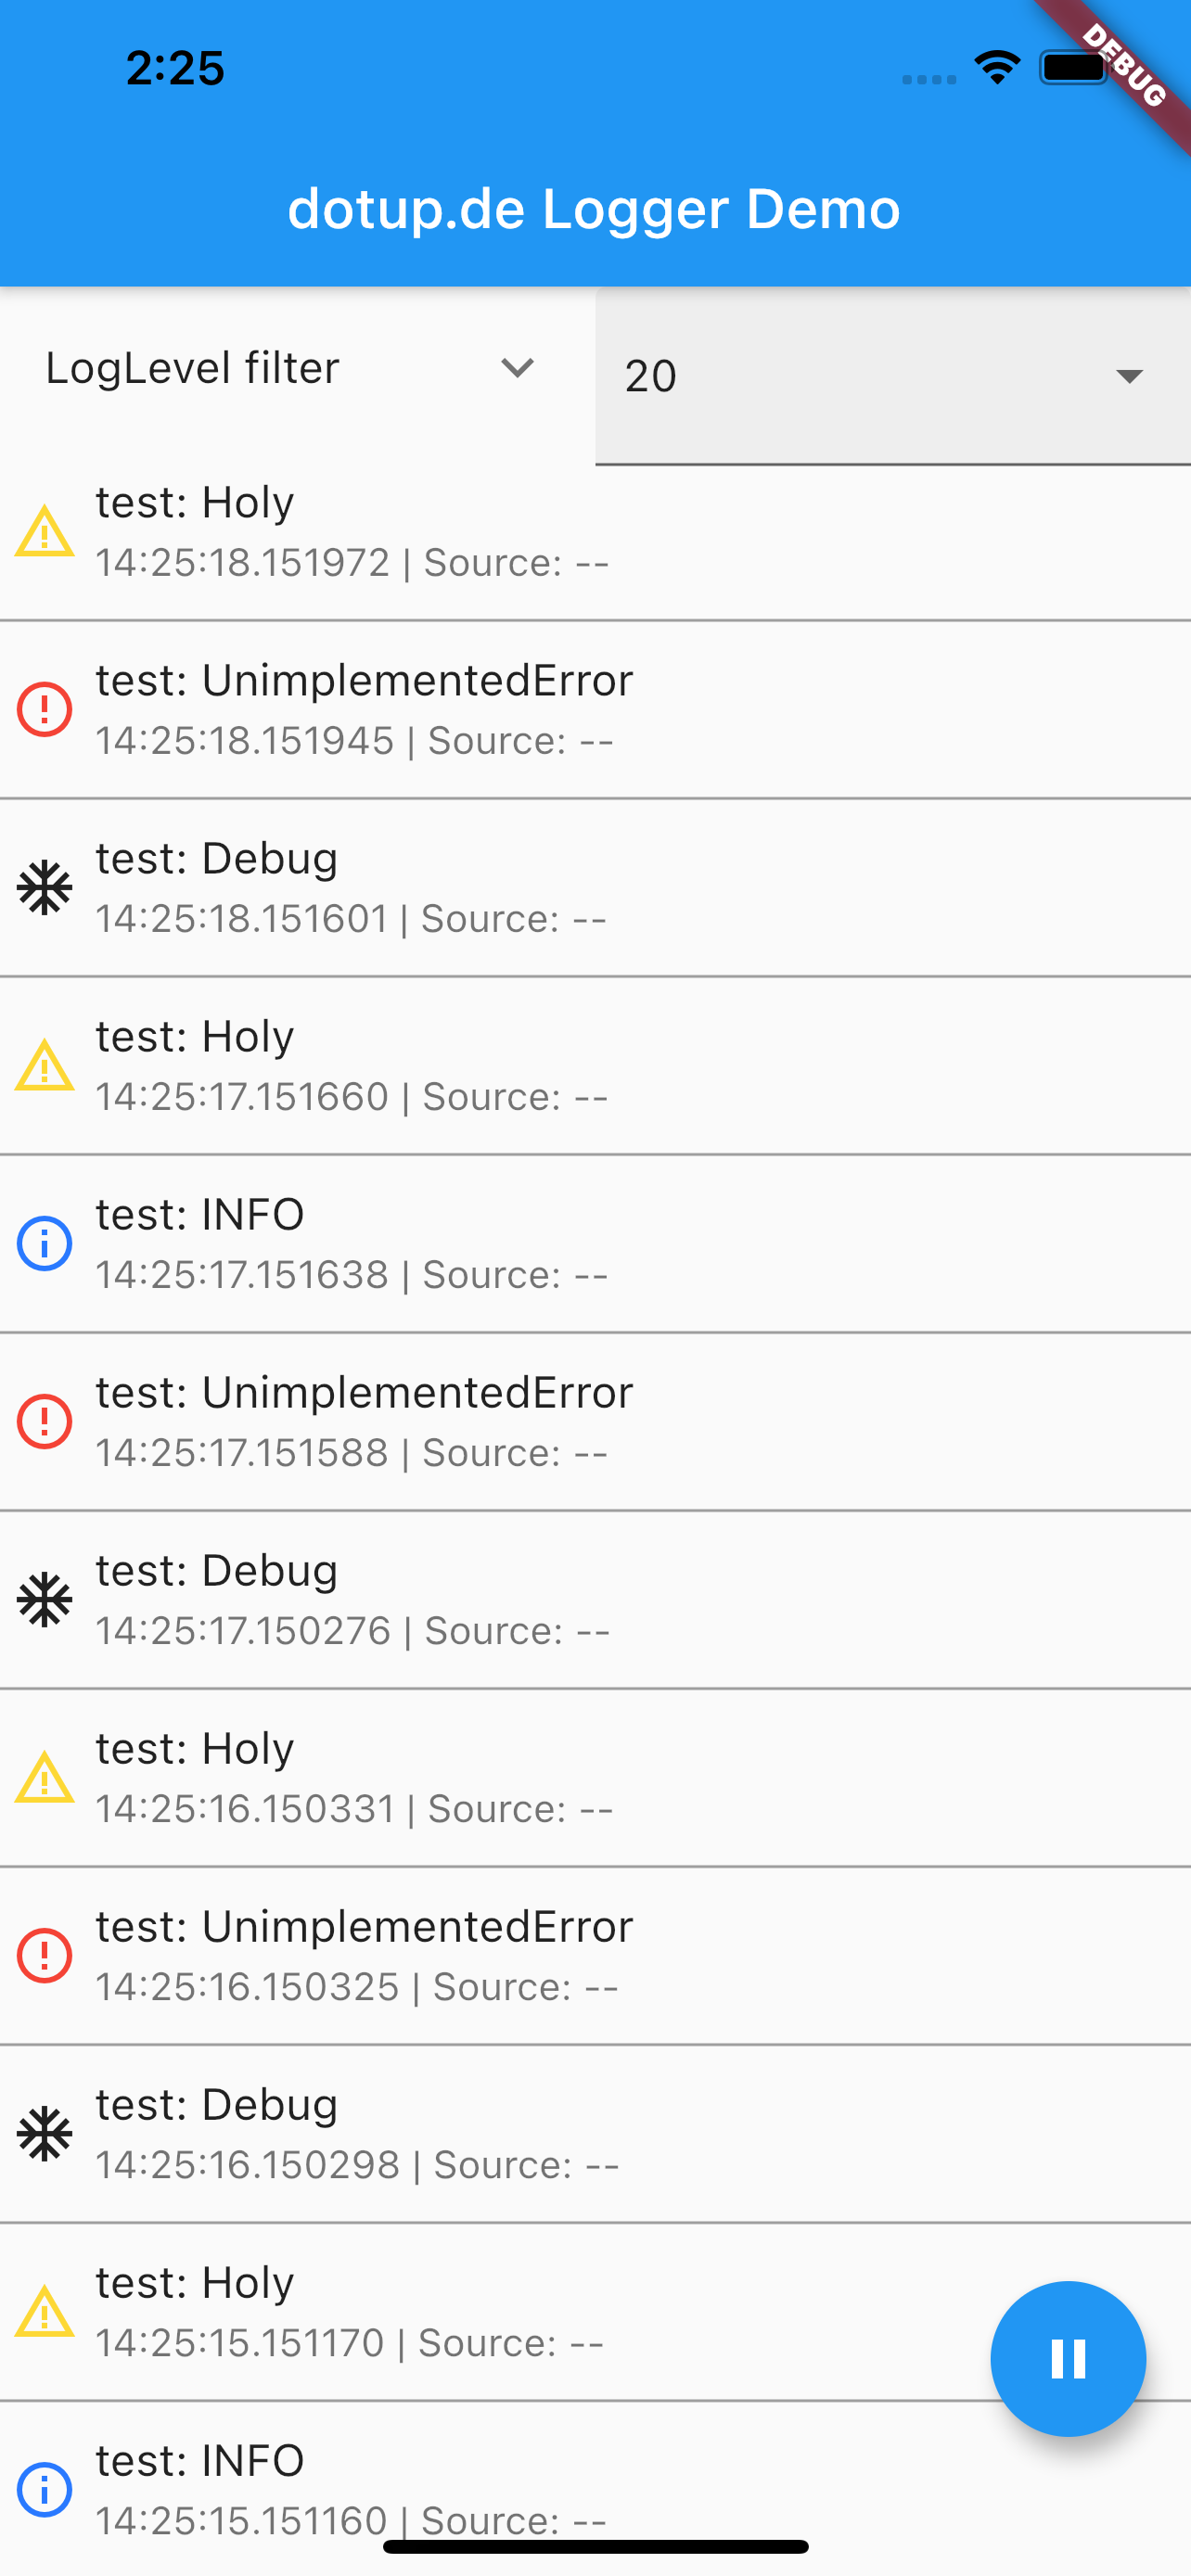 2:25
DEBUG
dotup.de Logger Demo
LogLevel filter
20
test: Holy
14:25:18.151972 | Source: --
test: UnimplementedError
14:25:18.151945 | Source: --
test: Debug
14:25:18.151601 | Source: --
test: Holy
14:25:17.151660 | Source: --
test: INFO
14:25:17.151638 | Source: --
test: UnimplementedError
14:25:17.151588 | Source: --
test: Debug
14:25:17.150276 | Source: --
test: Holy
14:25:16.150331 | Source: --
test: UnimplementedError
14:25:16.150325 | Source: --
test: Debug
14:25:16.150298 | Source: --
test: Holy
14:25:15.151170 | Source: --
test: INFO
14:25:15.151160 | Source: --